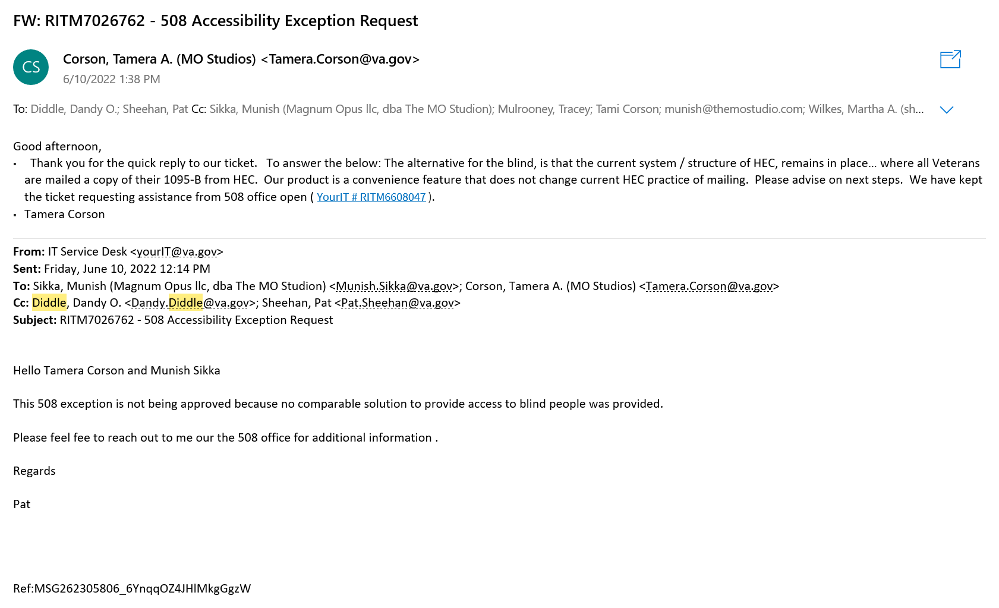 FW: RITM7026762 - 508 Accessibility Exception Request
CS
Corson, Tamera A. (MO Studios) <Tamera.Corson@va.gov>
6/10/2022 1:38 PM
To: Diddle, Dandy O.; Sheehan, Pat Cc: Sikka, Munish (Magnum Opus llc, dba The MO Studion); Mulrooney, Tracey; Tami Corson; munish@themostudio.com; Wilkes, Martha A. (sh...
Good afternoon,
▪ Thank you for the quick reply to our ticket. To answer the below: The alternative for the blind, is that the current system / structure of HEC, remains in place... where all Veterans
are mailed a copy of their 1095-B from HEC. Our product is a convenience feature that does not change current HEC practice of mailing. Please advise on next steps. We have kept
the ticket requesting assistance from 508 office open ( YourIT # RITM6608047 ).
▪ Tamera Corson
From: IT Service Desk <yourIT@va.gov>
Sent: Friday, June 10, 2022 12:14 PM
To: Sikka, Munish (Magnum Opus llc, dba The MO Studion) <Munish.Sikka@va.gov>; Corson, Tamera A. (MO Studios) <Tamera.Corson@va.gov>
Cc: Diddle, Dandy O. <Dandy.Diddle@va.gov>; Sheehan, Pat <Pat.Sheehan@va.gov>
Subject: RITM7026762 - 508 Accessibility Exception Request
Hello Tamera Corson and Munish Sikka
This 508 exception is not being approved because no comparable solution to provide access to blind people was provided.
Please feel fee to reach out to me our the 508 office for additional information .
Regards
Pat
Ref:MSG262305806_6YnqqOZ4JHlMkgGgzW